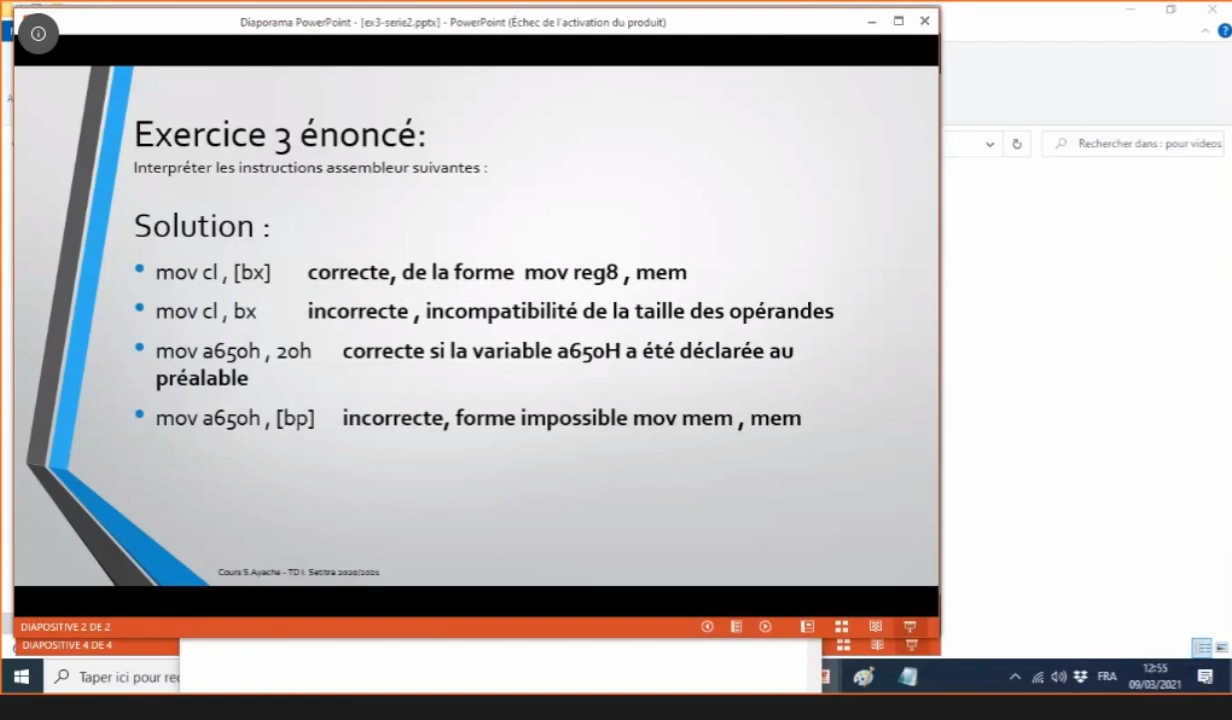 Diaporama PowerPoint - [ex3-serie2.pptx] - PowerPoint (Échec de l'activation du produit)
Rechercher dans : pour videos
Exercice 3 énoncé:
Interpréter les instructions assembleur suivantes :
Solution :
• mov cl , [bx] correcte, de la forme mov reg8 , mem
• mov cl , bx incorrecte , incompatibilité de la taille des opérandes
• mov a650h , 20h correcte si la variable a650H a été déclarée au
préalable
• mov a650h , [bp] incorrecte, forme impossible mov mem , mem
Cours S.Ayache - TD I. Setitra 2020/2021
DIAPOSITIVE 2 DE 2
DIAPOSITIVE 4 DE 4
Taper ici pour
FRA
12:55
09/03/2021